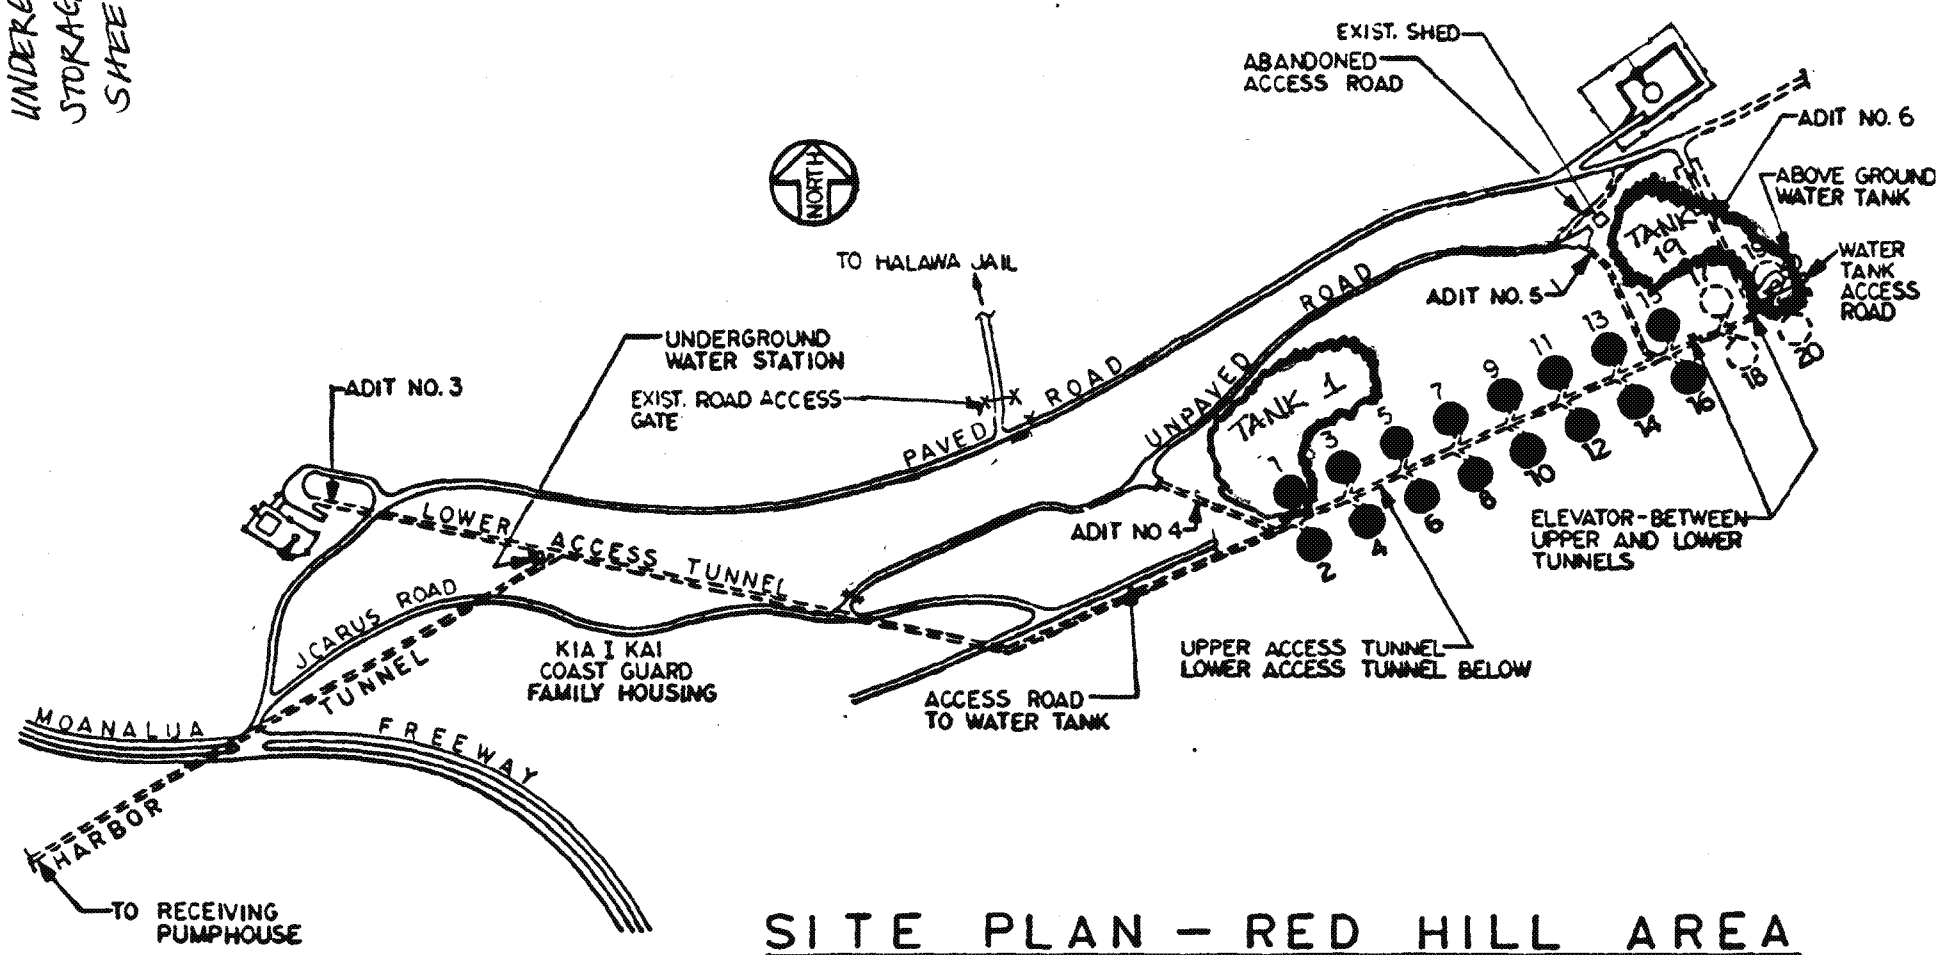 UNDERG
STORAG
SHEE
EXIST. SHED
ABANDONED
ACCESS ROAD
ADIT NO. 6
ABOVE GROUND
WATER TANK
NORTH
TANK
19
WATER
TANK
ACCESS
ROAD
TO HALAWA JAIL
ADIT NO. 5
UNDERGROUND
WATER STATION
EXIST. ROAD ACCESS
GATE
ADIT NO. 3
PAVED ROAD
UNPAVED ROAD
TANK 1
1
3
5
7
9
11
13
15
17
19
2
4
6
8
10
12
14
16
18
20
LOWER ACCESS TUNNEL
ADIT NO 4
ELEVATOR-BETWEEN
UPPER AND LOWER
TUNNELS
JCARUS ROAD
KIA I KAI
COAST GUARD
FAMILY HOUSING
UPPER ACCESS TUNNEL
LOWER ACCESS TUNNEL BELOW
ACCESS ROAD
TO WATER TANK
MOANALUA FREEWAY
HARBOR TUNNEL
TO RECEIVING
PUMPHOUSE
SITE PLAN - RED HILL AREA